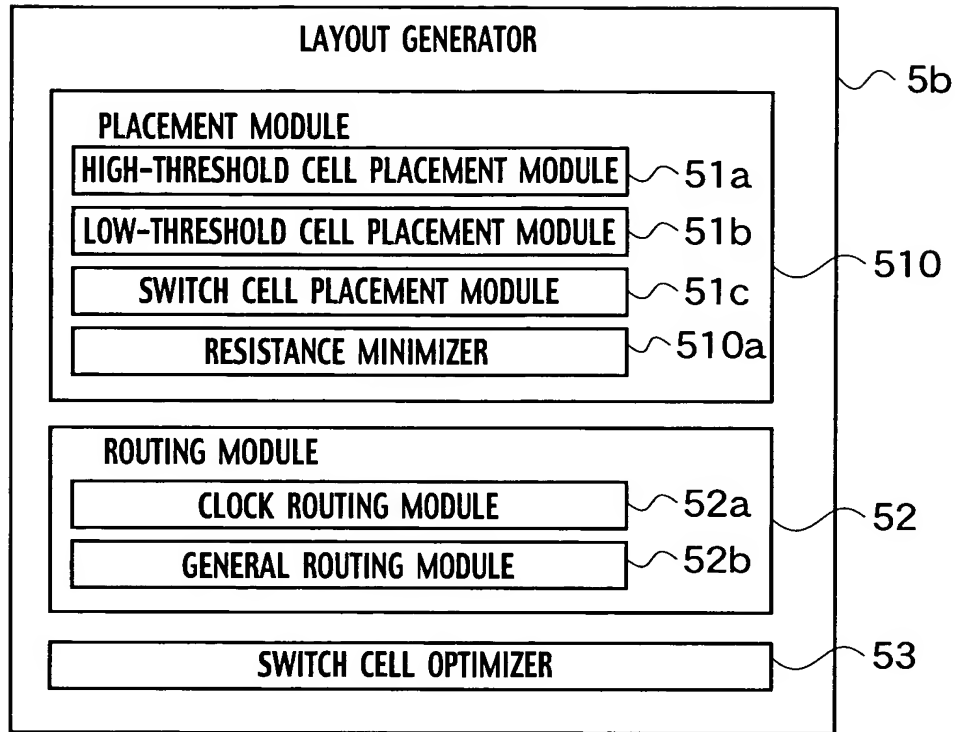 LAYOUT GENERATOR
5b
PLACEMENT MODULE
HIGH-THRESHOLD CELL PLACEMENT MODULE
51a
LOW-THRESHOLD CELL PLACEMENT MODULE
51b
510
SWITCH CELL PLACEMENT MODULE
51c
RESISTANCE MINIMIZER
510a
ROUTING MODULE
CLOCK ROUTING MODULE
52a
52
GENERAL ROUTING MODULE
52b
SWITCH CELL OPTIMIZER
53